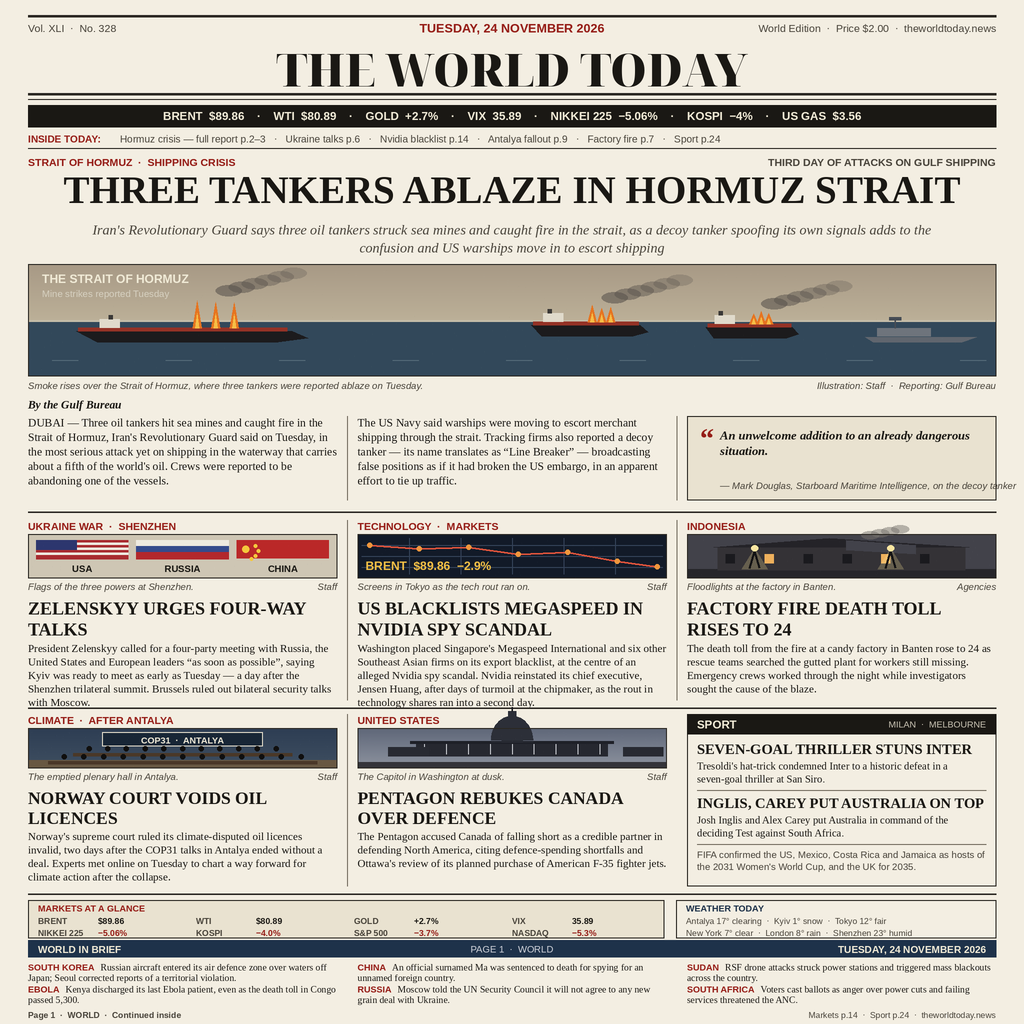 Vol. XLI · No. 328
TUESDAY, 24 NOVEMBER 2026
World Edition · Price $2.00 · theworldtoday.news
THE WORLD TODAY
BRENT $89.86 · WTI $80.89 · GOLD +2.7% · VIX 35.89 · NIKKEI 225 −5.06% · KOSPI −4% · US GAS $3.56
INSIDE TODAY: Hormuz crisis — full report p.2–3 · Ukraine talks p.6 · Nvidia blacklist p.14 · Antalya fallout p.9 · Factory fire p.7 · Sport p.24
STRAIT OF HORMUZ · SHIPPING CRISIS
THIRD DAY OF ATTACKS ON GULF SHIPPING
THREE TANKERS ABLAZE IN HORMUZ STRAIT
Iran's Revolutionary Guard says three oil tankers struck sea mines and caught fire in the strait, as a decoy tanker spoofing its own signals adds to the
confusion and US warships move in to escort shipping
THE STRAIT OF HORMUZ
Mine strikes reported Tuesday
Smoke rises over the Strait of Hormuz, where three tankers were reported ablaze on Tuesday.
Illustration: Staff · Reporting: Gulf Bureau
By the Gulf Bureau
DUBAI — Three oil tankers hit sea mines and caught fire in the
Strait of Hormuz, Iran's Revolutionary Guard said on Tuesday, in
the most serious attack yet on shipping in the waterway that carries
about a fifth of the world's oil. Crews were reported to be
abandoning one of the vessels.
The US Navy said warships were moving to escort merchant
shipping through the strait. Tracking firms also reported a decoy
tanker — its name translates as “Line Breaker” — broadcasting
false positions as if it had broken the US embargo, in an apparent
effort to tie up traffic.
“ An unwelcome addition to an already dangerous
situation.
— Mark Douglas, Starboard Maritime Intelligence, on the decoy tanker
UKRAINE WAR · SHENZHEN
USA RUSSIA CHINA
Flags of the three powers at Shenzhen. Staff
ZELENSKYY URGES FOUR-WAY
TALKS
President Zelenskyy called for a four-party meeting with Russia, the
United States and European leaders “as soon as possible”, saying
Kyiv was ready to meet as early as Tuesday — a day after the
Shenzhen trilateral summit. Brussels ruled out bilateral security talks
with Moscow.
TECHNOLOGY · MARKETS
BRENT $89.86 −2.9%
Screens in Tokyo as the tech rout ran on. Staff
US BLACKLISTS MEGASPEED IN
NVIDIA SPY SCANDAL
Washington placed Singapore's Megaspeed International and six other
Southeast Asian firms on its export blacklist, at the centre of an
alleged Nvidia spy scandal. Nvidia reinstated its chief executive,
Jensen Huang, after days of turmoil at the chipmaker, as the rout in
technology shares ran into a second day.
INDONESIA
Floodlights at the factory in Banten. Agencies
FACTORY FIRE DEATH TOLL
RISES TO 24
The death toll from the fire at a candy factory in Banten rose to 24 as
rescue teams searched the gutted plant for workers still missing.
Emergency crews worked through the night while investigators
sought the cause of the blaze.
CLIMATE · AFTER ANTALYA
COP31 · ANTALYA
The emptied plenary hall in Antalya. Staff
NORWAY COURT VOIDS OIL
LICENCES
Norway's supreme court ruled its climate-disputed oil licences
invalid, two days after the COP31 talks in Antalya ended without a
deal. Experts met online on Tuesday to chart a way forward for
climate action after the collapse.
UNITED STATES
The Capitol in Washington at dusk. Staff
PENTAGON REBUKES CANADA
OVER DEFENCE
The Pentagon accused Canada of falling short as a credible partner in
defending North America, citing defence-spending shortfalls and
Ottawa's review of its planned purchase of American F-35 fighter jets.
SPORT MILAN · MELBOURNE
SEVEN-GOAL THRILLER STUNS INTER
Tresoldi's hat-trick condemned Inter to a historic defeat in a
seven-goal thriller at San Siro.
INGLIS, CAREY PUT AUSTRALIA ON TOP
Josh Inglis and Alex Carey put Australia in command of the
deciding Test against South Africa.
FIFA confirmed the US, Mexico, Costa Rica and Jamaica as hosts of
the 2031 Women's World Cup, and the UK for 2035.
MARKETS AT A GLANCE
BRENT $89.86 WTI $80.89 GOLD +2.7% VIX 35.89
NIKKEI 225 −5.06% KOSPI −4.0% S&P 500 −3.7% NASDAQ −5.3%
WEATHER TODAY
Antalya 17° clearing · Kyiv 1° snow · Tokyo 12° fair
New York 7° clear · London 8° rain · Shenzhen 23° humid
WORLD IN BRIEF PAGE 1 · WORLD TUESDAY, 24 NOVEMBER 2026
SOUTH KOREA Russian aircraft entered its air defence zone over waters off
Japan; Seoul corrected reports of a territorial violation.
EBOLA Kenya discharged its last Ebola patient, even as the death toll in Congo
passed 5,300.
CHINA An official surnamed Ma was sentenced to death for spying for an
unnamed foreign country.
RUSSIA Moscow told the UN Security Council it will not agree to any new
grain deal with Ukraine.
SUDAN RSF drone attacks struck power stations and triggered mass blackouts
across the country.
SOUTH AFRICA Voters cast ballots as anger over power cuts and failing
services threatened the ANC.
Page 1 · WORLD · Continued inside
Markets p.14 · Sport p.24 · theworldtoday.news